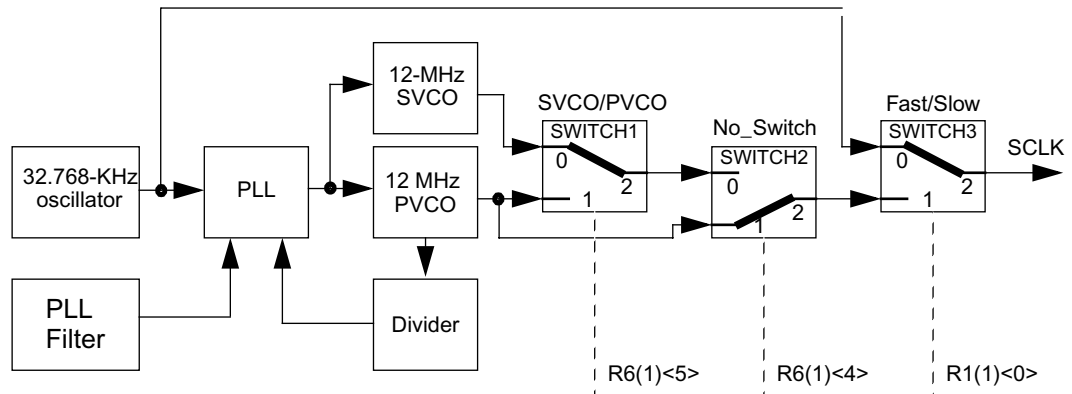 12-MHz
SVCO
SVCO/PVCO
SWITCH1
0
2
1
No_Switch
SWITCH2
0
2
1
Fast/Slow
SWITCH3
0
2
1
SCLK
32.768-KHz
oscillator
PLL
12 MHz
PVCO
PLL
Filter
Divider
R6(1)<5>
R6(1)<4>
R1(1)<0>